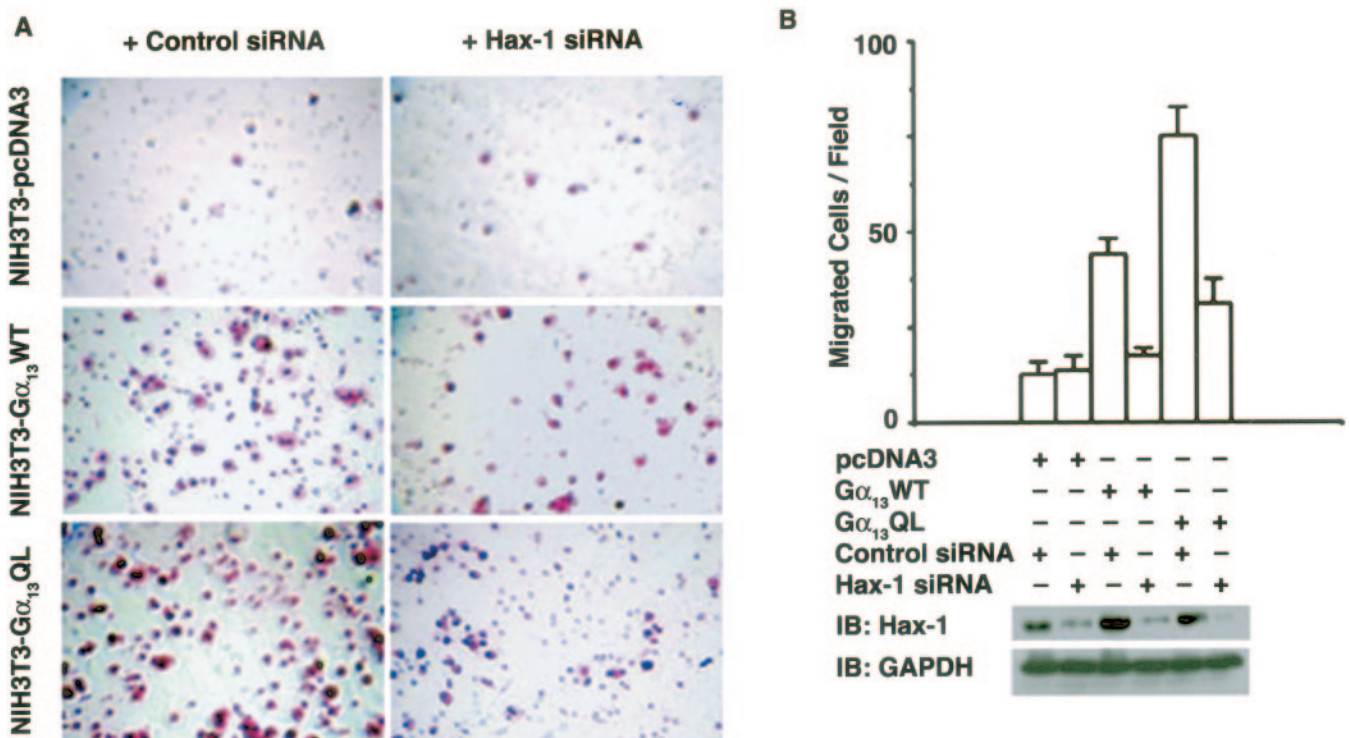 A
+ Control siRNA
+ Hax-1 siRNA
NIH3T3-pcDNA3
NIH3T3-Gα₁₃WT
NIH3T3-Gα₁₃QL
B
100
50
0
Migrated Cells / Field
pcDNA3 + + − − − −
Gα₁₃WT − − + + − −
Gα₁₃QL − − − − + +
Control siRNA + − + − + −
Hax-1 siRNA − + − + − +
IB: Hax-1
IB: GAPDH